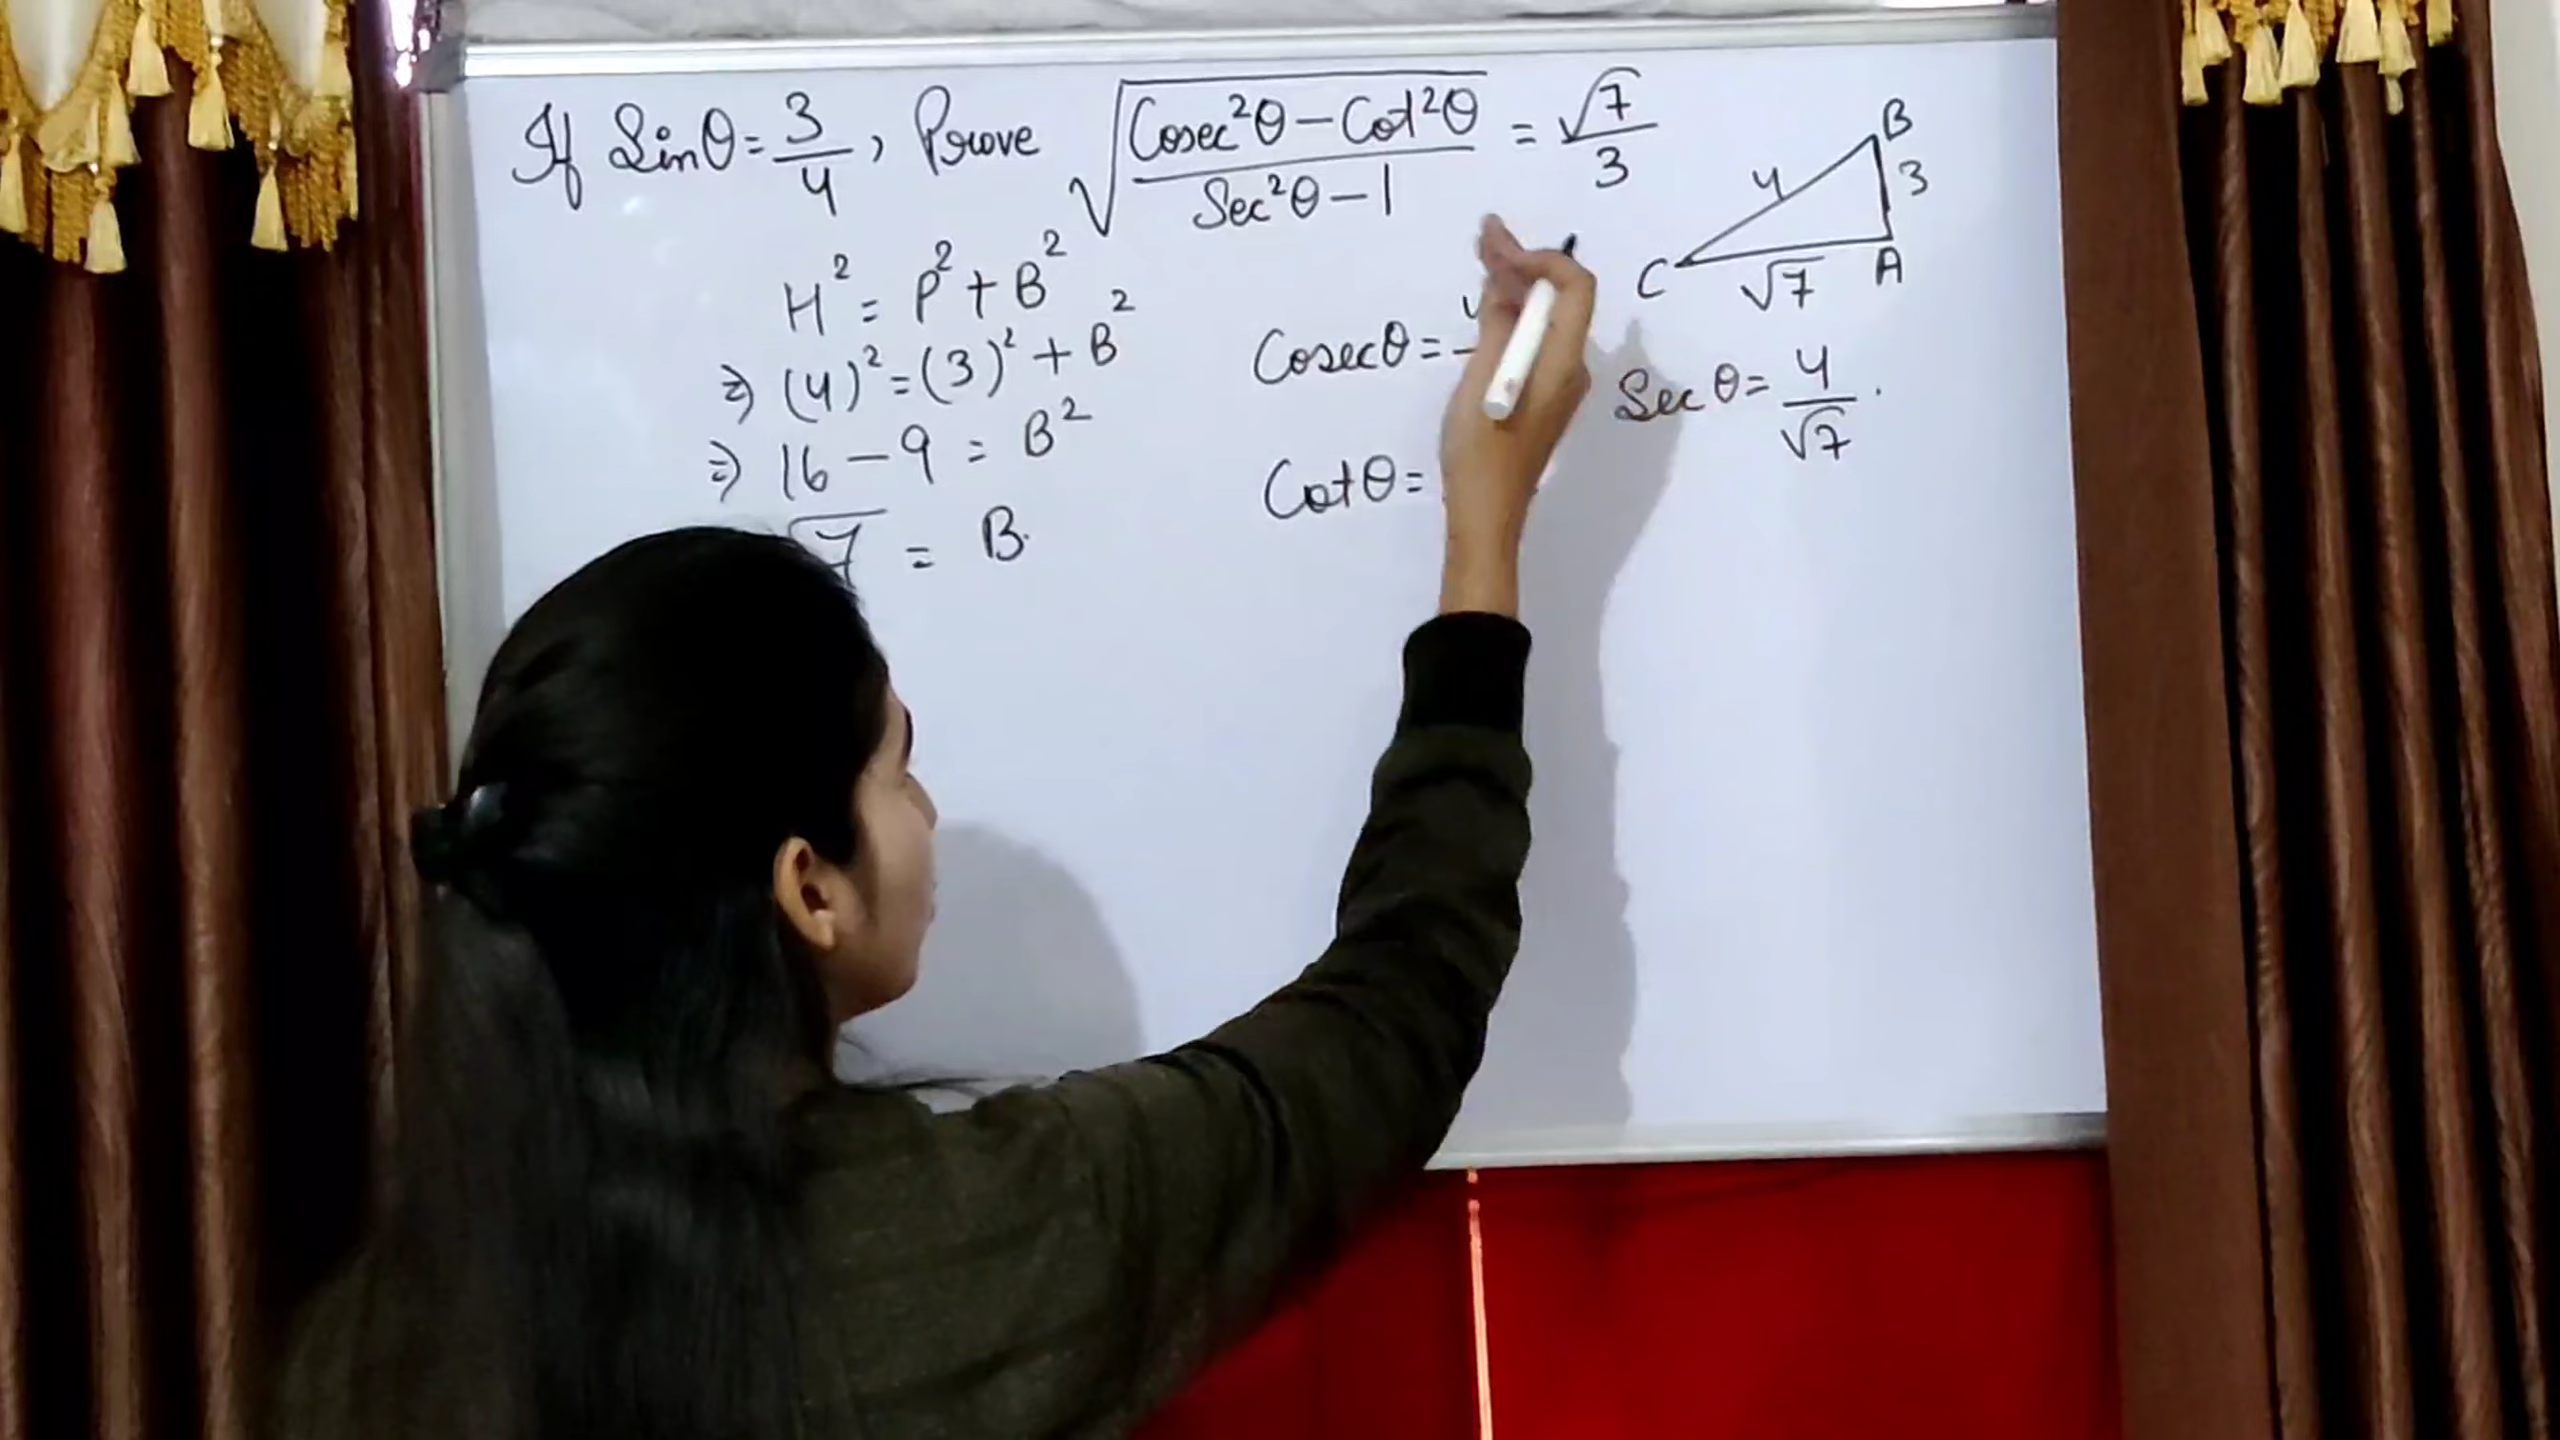 If Sinθ = 3/4, Prove √((Cosec²θ − Cot²θ)/(Sec²θ − 1)) = √7/3
B
4
3
C
√7
A
H² = P² + B²
⇒ (4)² = (3)² + B²
⇒ 16 − 9 = B²
√7 = B.
Cosecθ =
Cotθ =
Sec θ = 4/√7 .